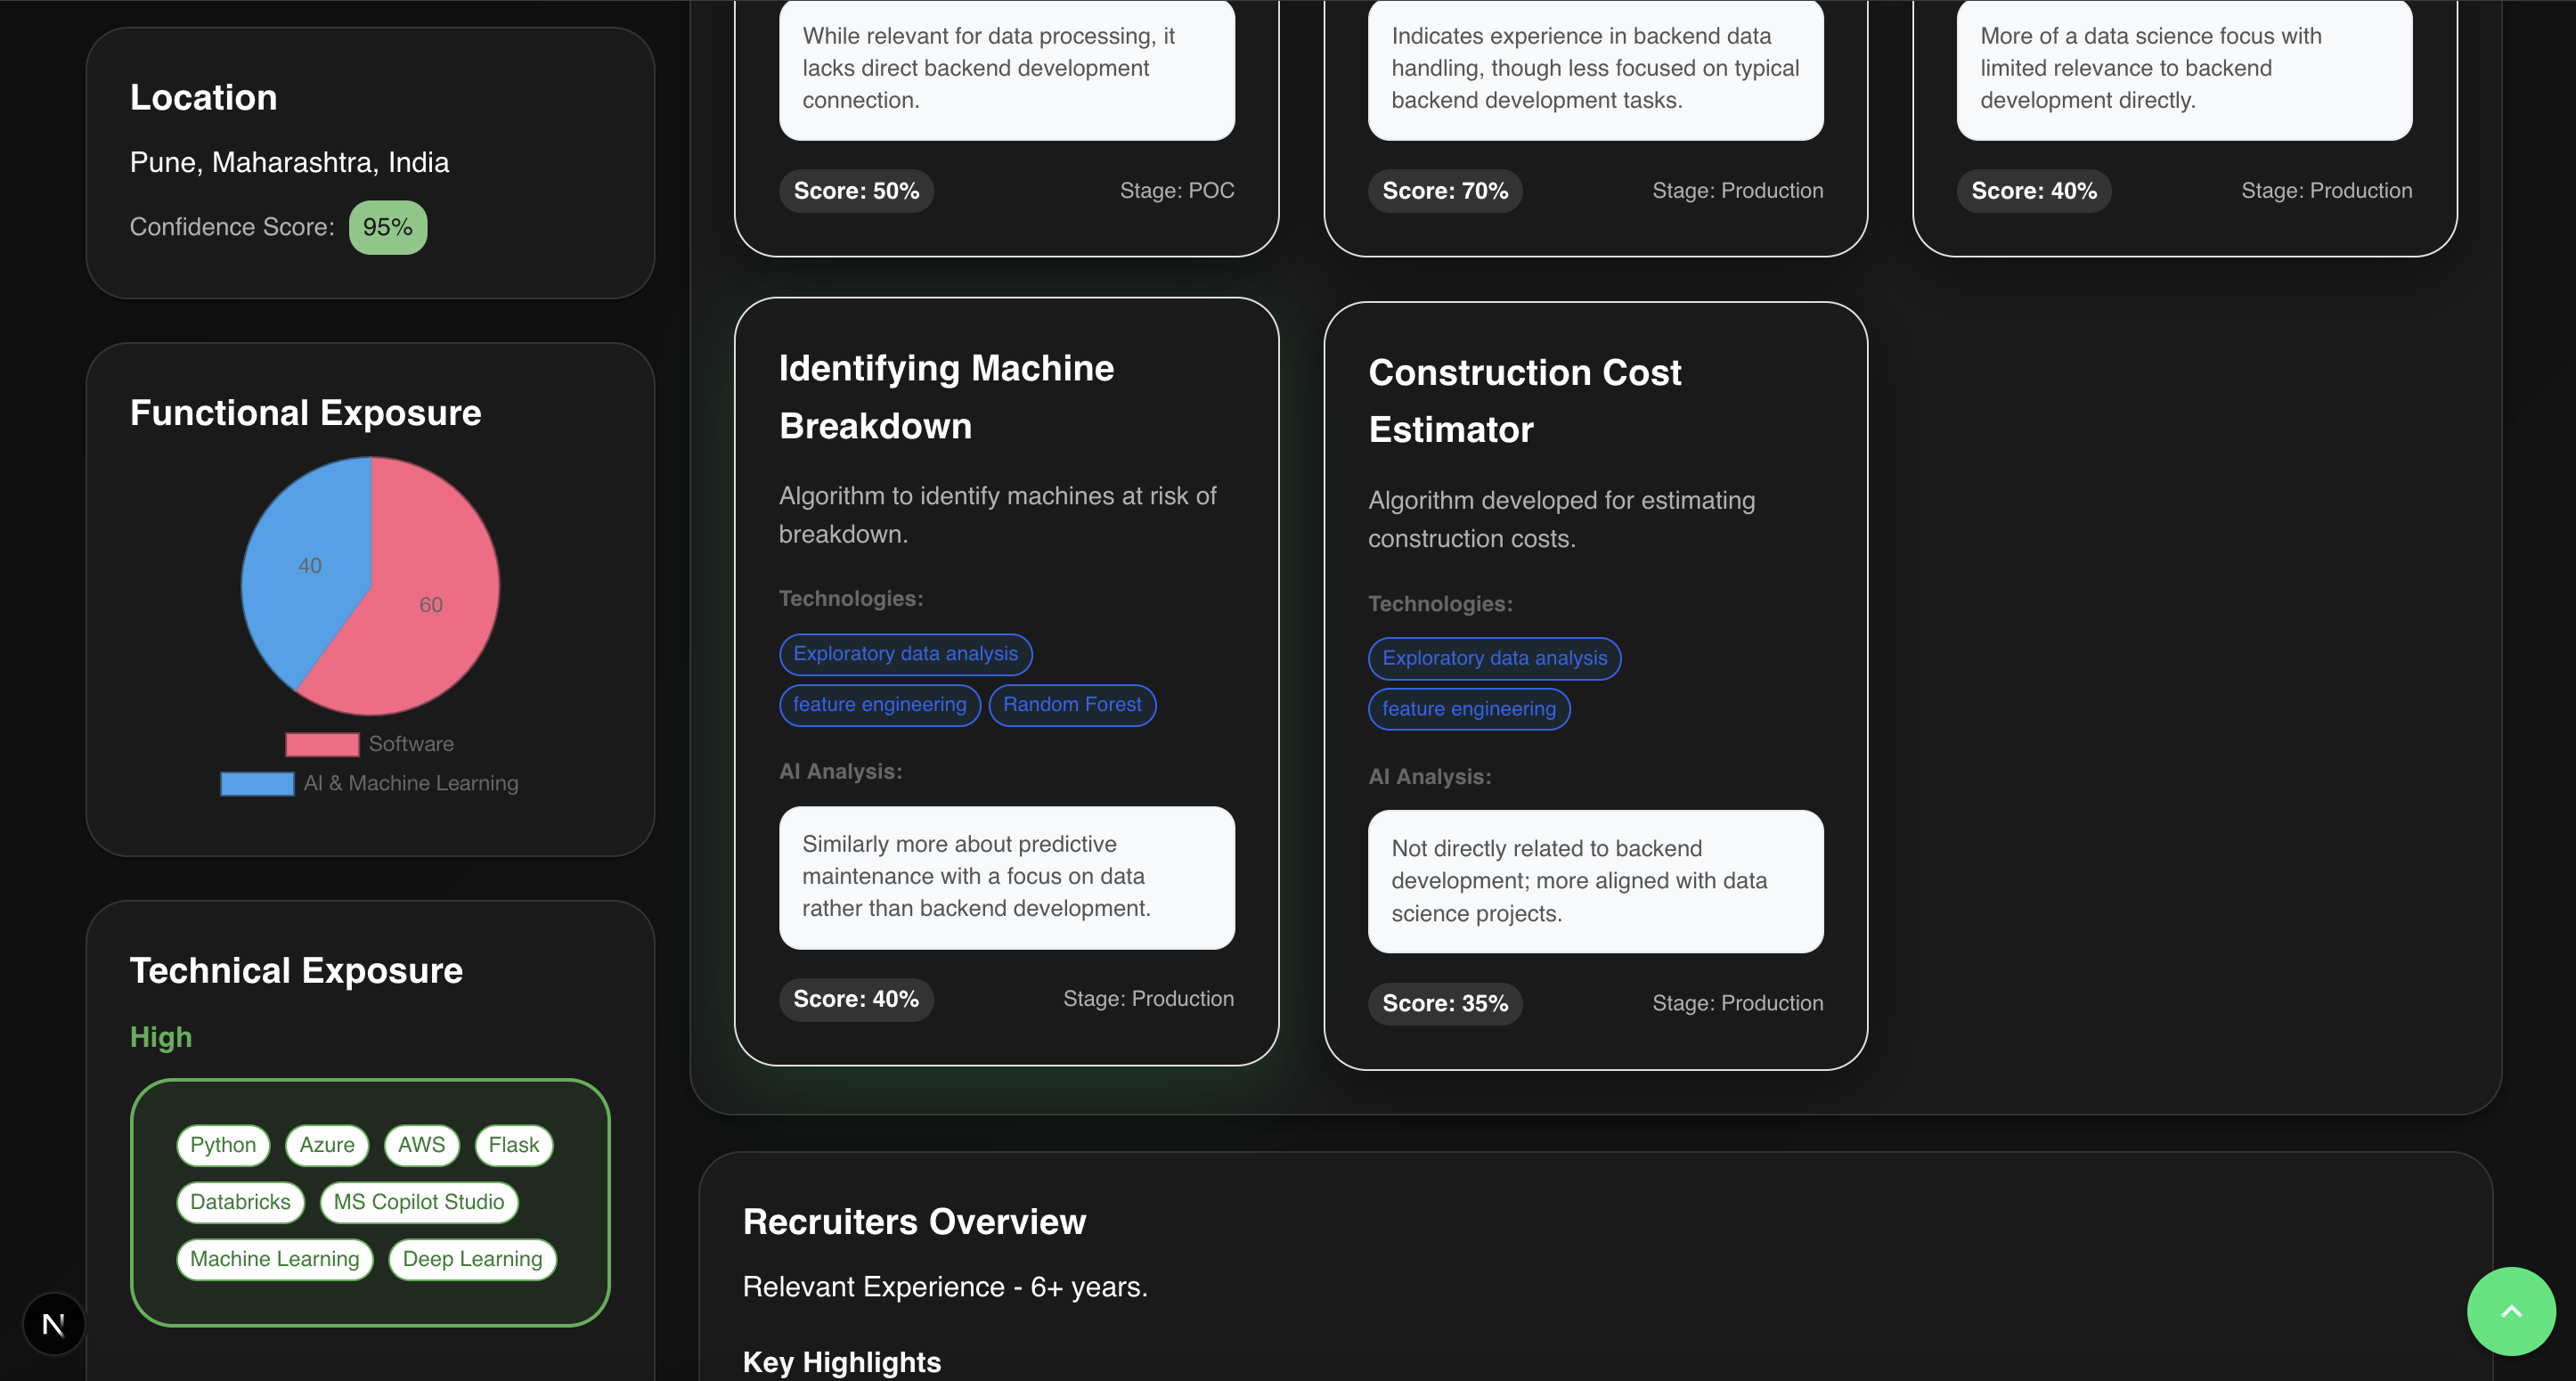 Location
Pune, Maharashtra, India
Confidence Score: 95%
Functional Exposure
40
60
Software
AI & Machine Learning
Technical Exposure
High
Python Azure AWS Flask
Databricks MS Copilot Studio
Machine Learning Deep Learning
N
While relevant for data processing, it
lacks direct backend development
connection.
Score: 50% Stage: POC
Indicates experience in backend data
handling, though less focused on typical
backend development tasks.
Score: 70% Stage: Production
More of a data science focus with
limited relevance to backend
development directly.
Score: 40% Stage: Production
Identifying Machine
Breakdown
Algorithm to identify machines at risk of
breakdown.
Technologies:
Exploratory data analysis
feature engineering Random Forest
AI Analysis:
Similarly more about predictive
maintenance with a focus on data
rather than backend development.
Score: 40% Stage: Production
Construction Cost
Estimator
Algorithm developed for estimating
construction costs.
Technologies:
Exploratory data analysis
feature engineering
AI Analysis:
Not directly related to backend
development; more aligned with data
science projects.
Score: 35% Stage: Production
Recruiters Overview
Relevant Experience - 6+ years.
Key Highlights